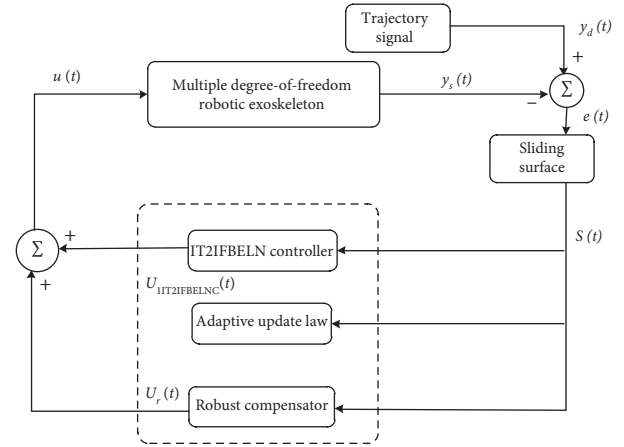 Trajectory
signal
y_d(t)
+
u(t)
Multiple degree-of-freedom
robotic exoskeleton
y_s(t)
−
Σ
e(t)
Sliding
surface
S(t)
+
IT2IFBELN controller
Σ
+
U_1IT2IFBELNC(t)
Adaptive update law
U_r(t)
Robust compensator